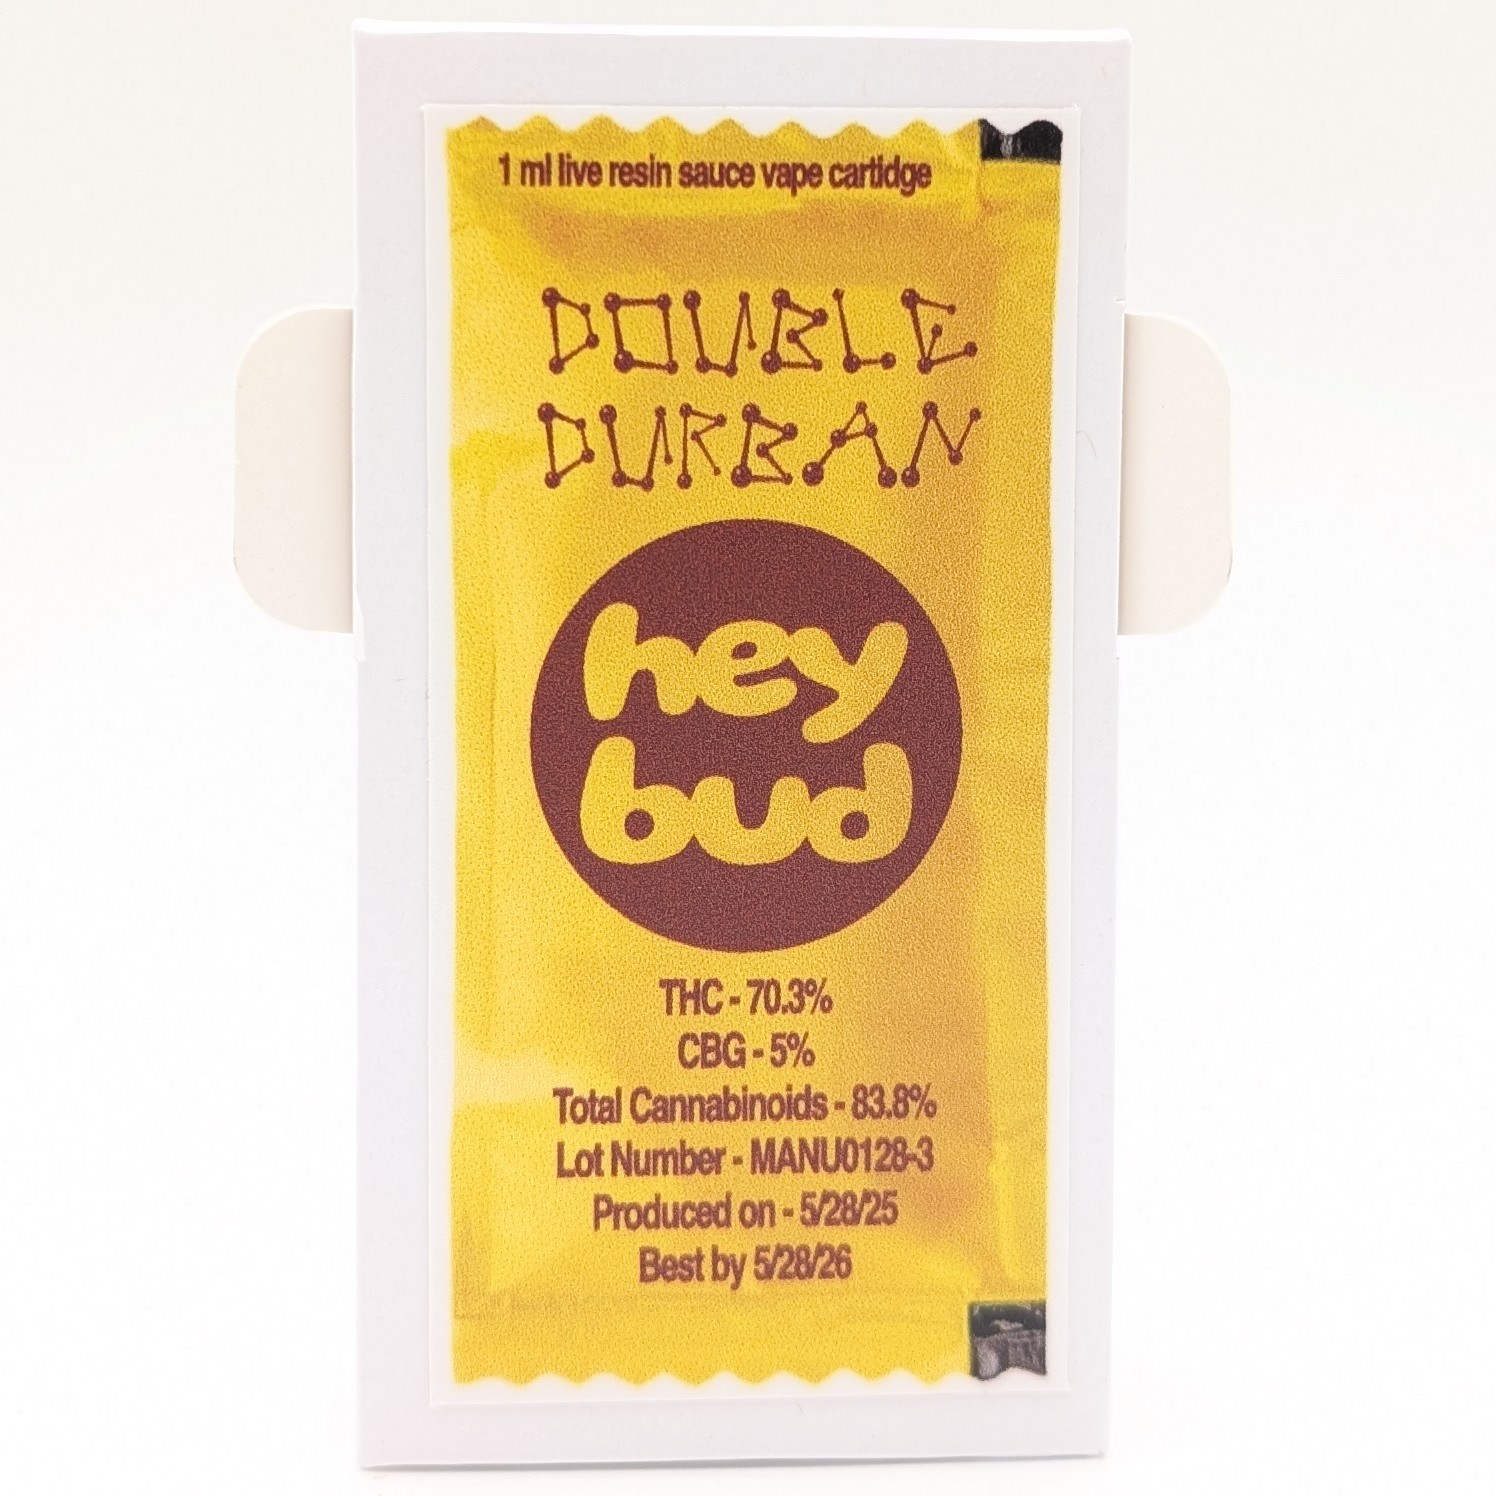 1 ml live resin sauce vape cartidge
DOUBLE
DURBAN
hey
bud
THC - 70.3%
CBG - 5%
Total Cannabinoids - 83.8%
Lot Number - MANU0128-3
Produced on - 5/28/25
Best by 5/28/26